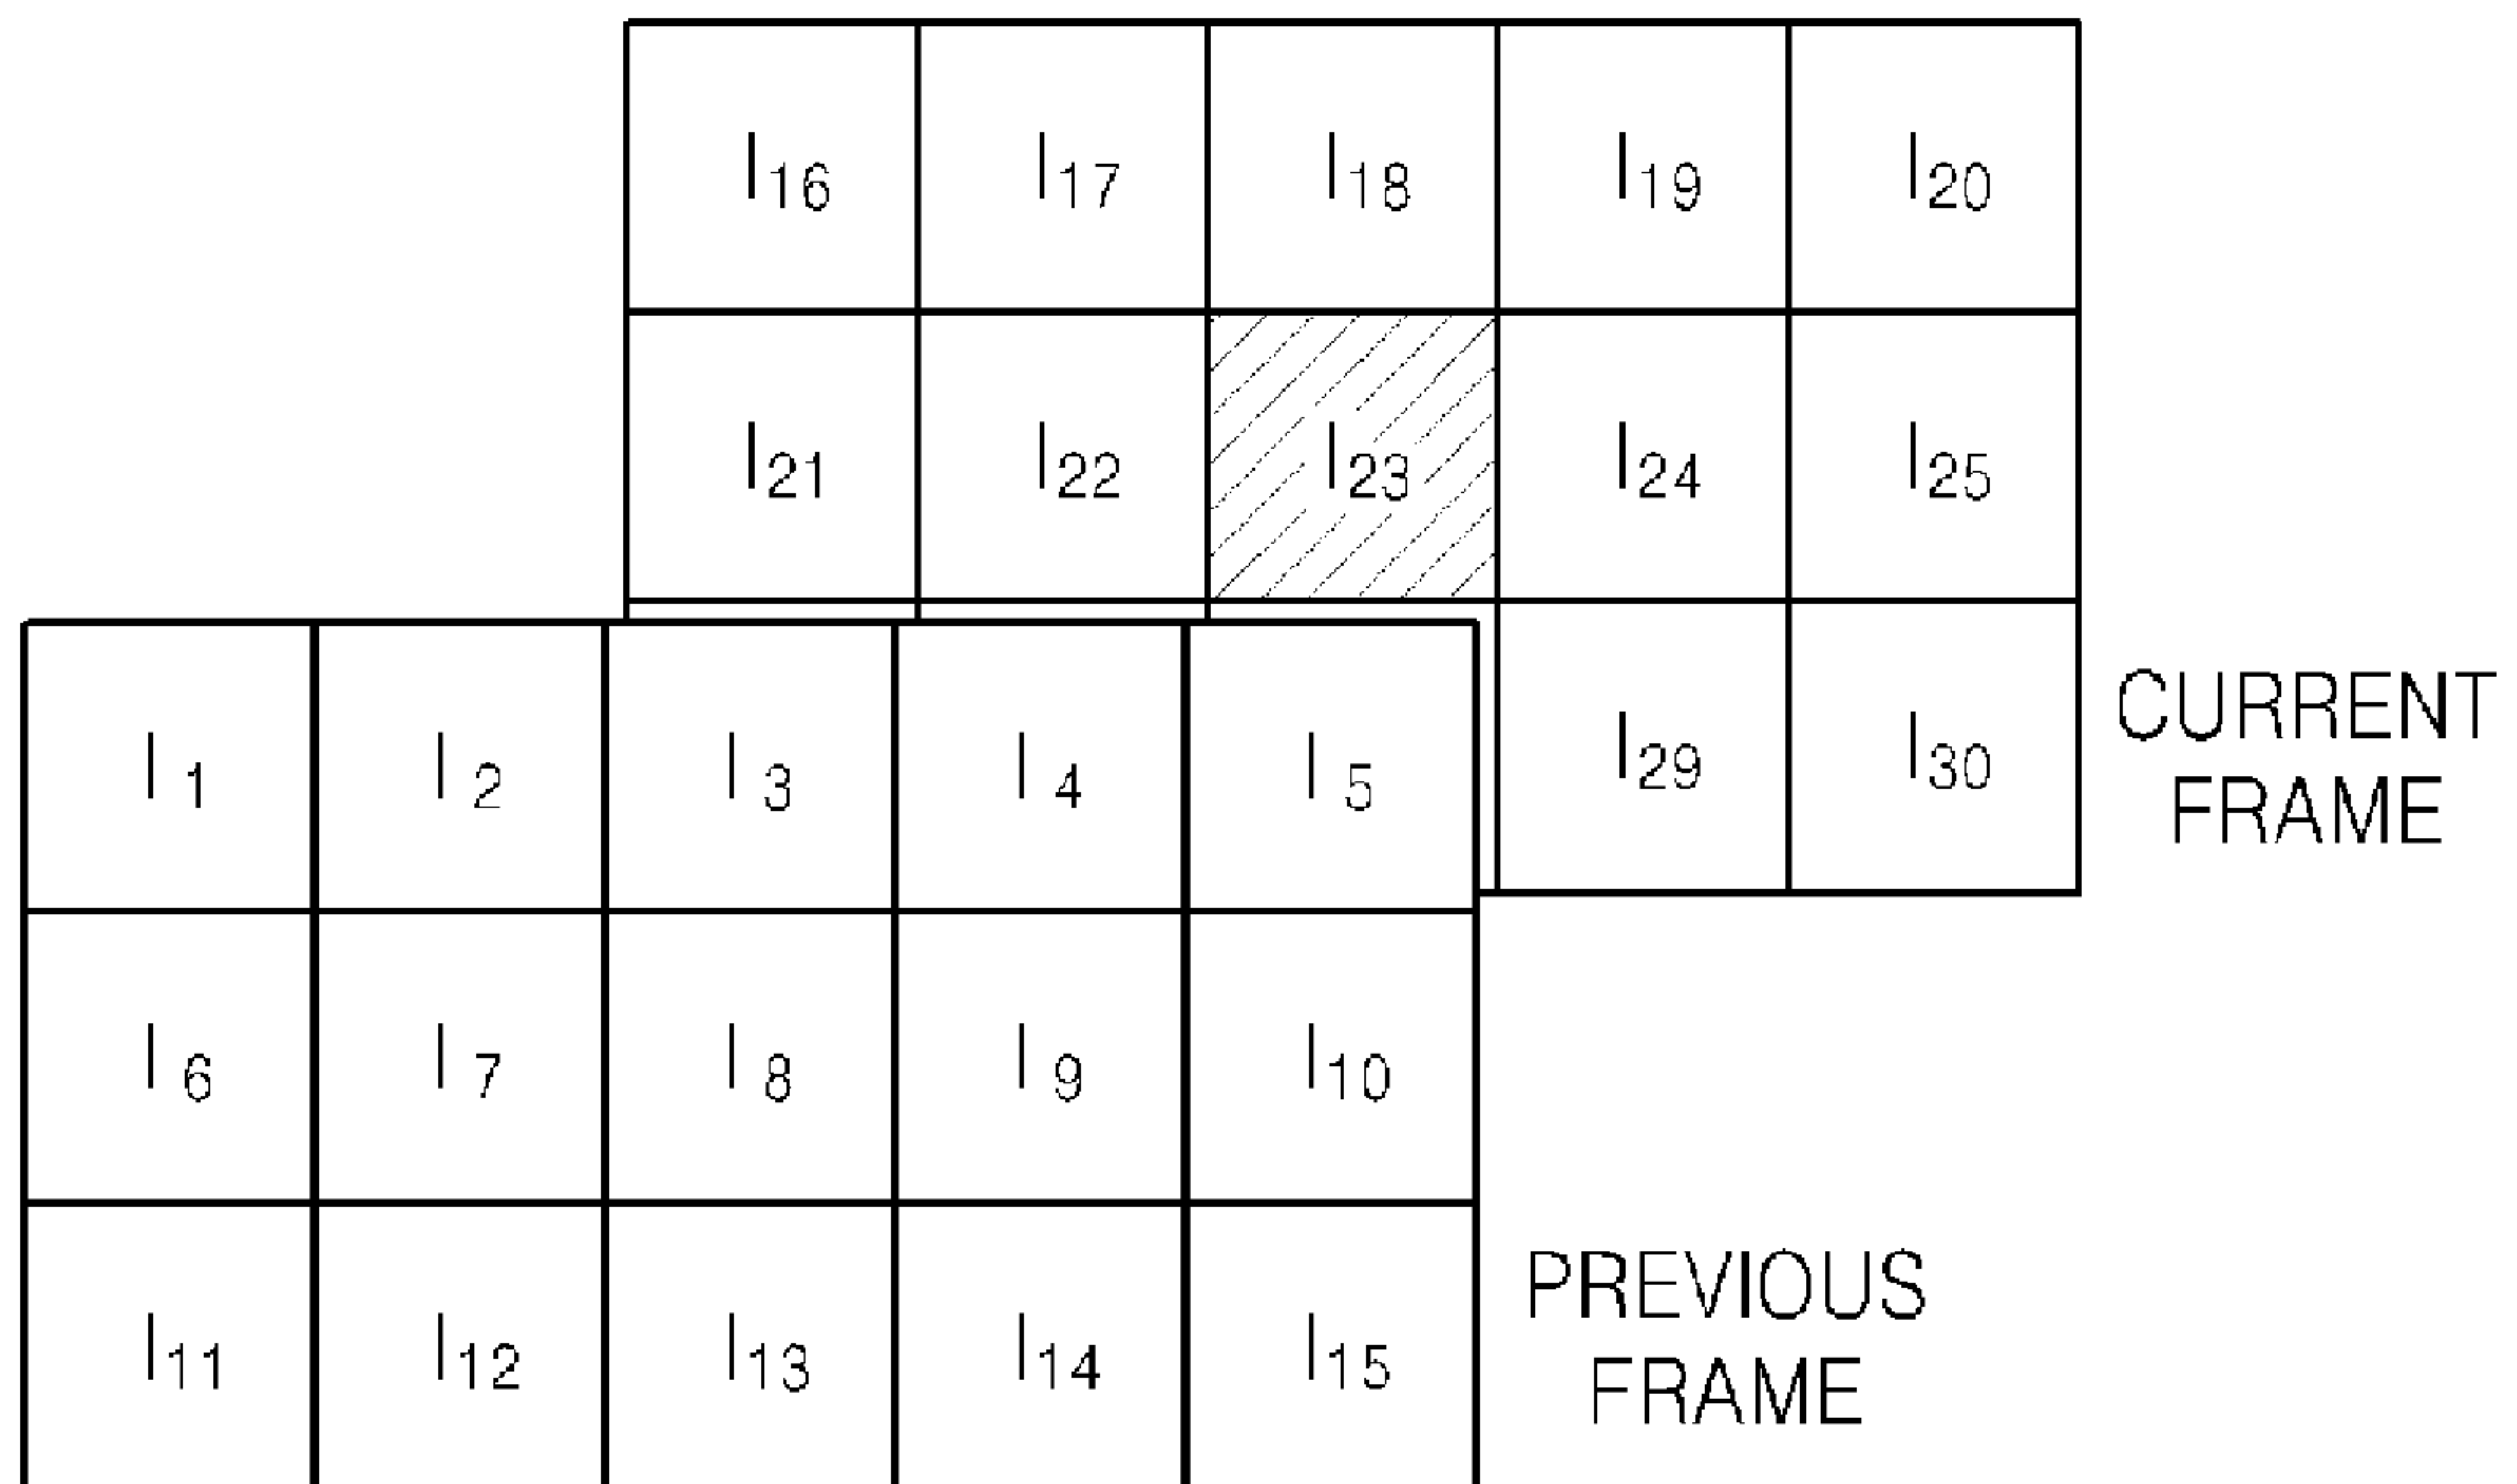 I16 I17 I18 I19 I20
I21 I22 I23 I24 I25
I29 I30
CURRENT
FRAME
I1 I2 I3 I4 I5
I6 I7 I8 I9 I10
I11 I12 I13 I14 I15
PREVIOUS
FRAME